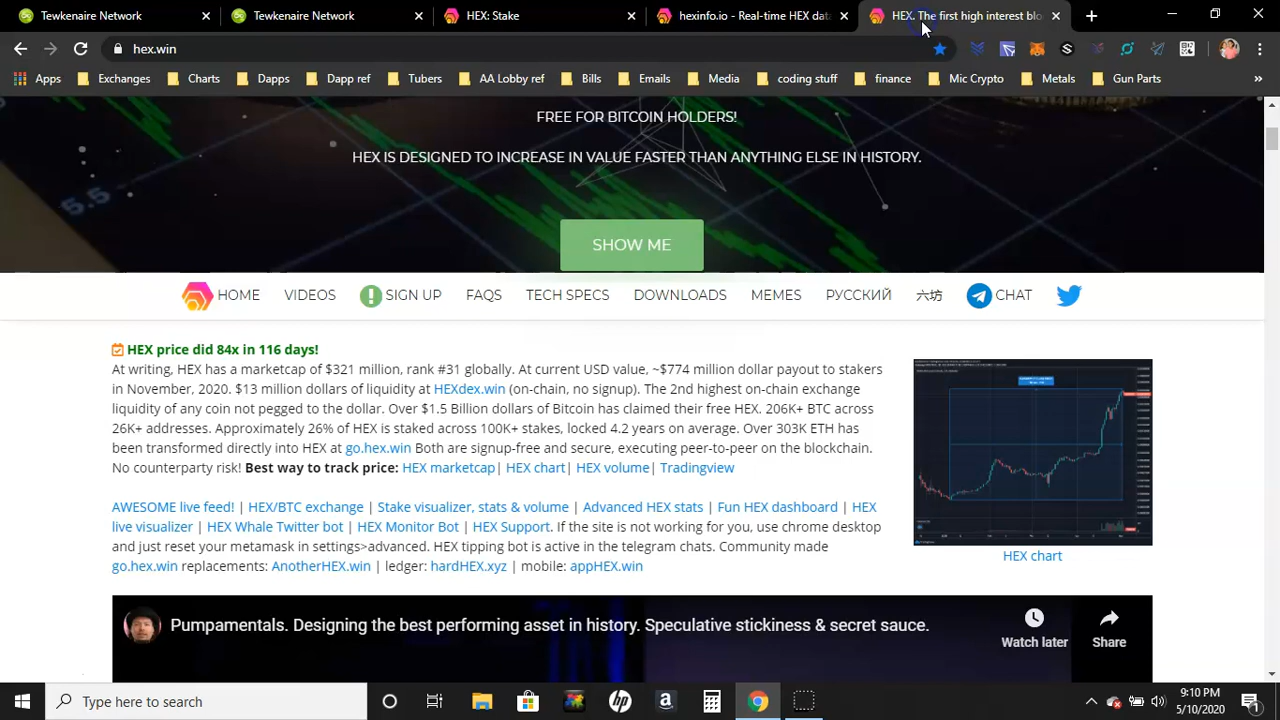 Tewkenaire Network
Tewkenaire Network
HEX: Stake
hexinfo.io - Real-time HEX data
HEX. The first high interest blo
hex.win
Apps Exchanges Charts Dapps Dapp ref Tubers AA Lobby ref Bills Emails Media coding stuff finance Mic Crypto Metals Gun Parts »
5.5
FREE FOR BITCOIN HOLDERS!
HEX IS DESIGNED TO INCREASE IN VALUE FASTER THAN ANYTHING ELSE IN HISTORY.
SHOW ME
HOME VIDEOS SIGN UP FAQS TECH SPECS DOWNLOADS MEMES РУССКИЙ 六坊 CHAT
HEX price did 84x in 116 days!
At writing, HEX has a marketcap of $321 million, rank #31 globally. At current USD value, ~$774 million dollar payout to stakers
in November, 2020. $13 million dollars of liquidity at HEXdex.win (on-chain, no signup). The 2nd highest on-chain exchange
liquidity of any coin not pegged to the dollar. Over $1.3 Billion dollars of Bitcoin has claimed their free HEX. 206K+ BTC across
26K+ addresses. Approximately 26% of HEX is staked across 100K+ stakes, locked 4.2 years on average. Over 303K ETH has
been transformed directly into HEX at go.hex.win Both are signup-free and secure, executing peer-to-peer on the blockchain.
No counterparty risk! Best way to track price: HEX marketcap| HEX chart| HEX volume| Tradingview
AWESOME live feed! | HEX/BTC exchange | Stake visualizer, stats & volume | Advanced HEX stats | Fun HEX dashboard | HEX
live visualizer | HEX Whale Twitter bot | HEX Monitor Bot | HEX Support. If the site is not working for you, use chrome desktop
and just reset your metamask in settings>advanced. HEX tipping bot is active in the telegram chats. Community made
go.hex.win replacements: AnotherHEX.win | ledger: hardHEX.xyz | mobile: appHEX.win
HEX chart
Pumpamentals. Designing the best performing asset in history. Speculative stickiness & secret sauce.
Watch later Share
Type here to search
9:10 PM
5/10/2020